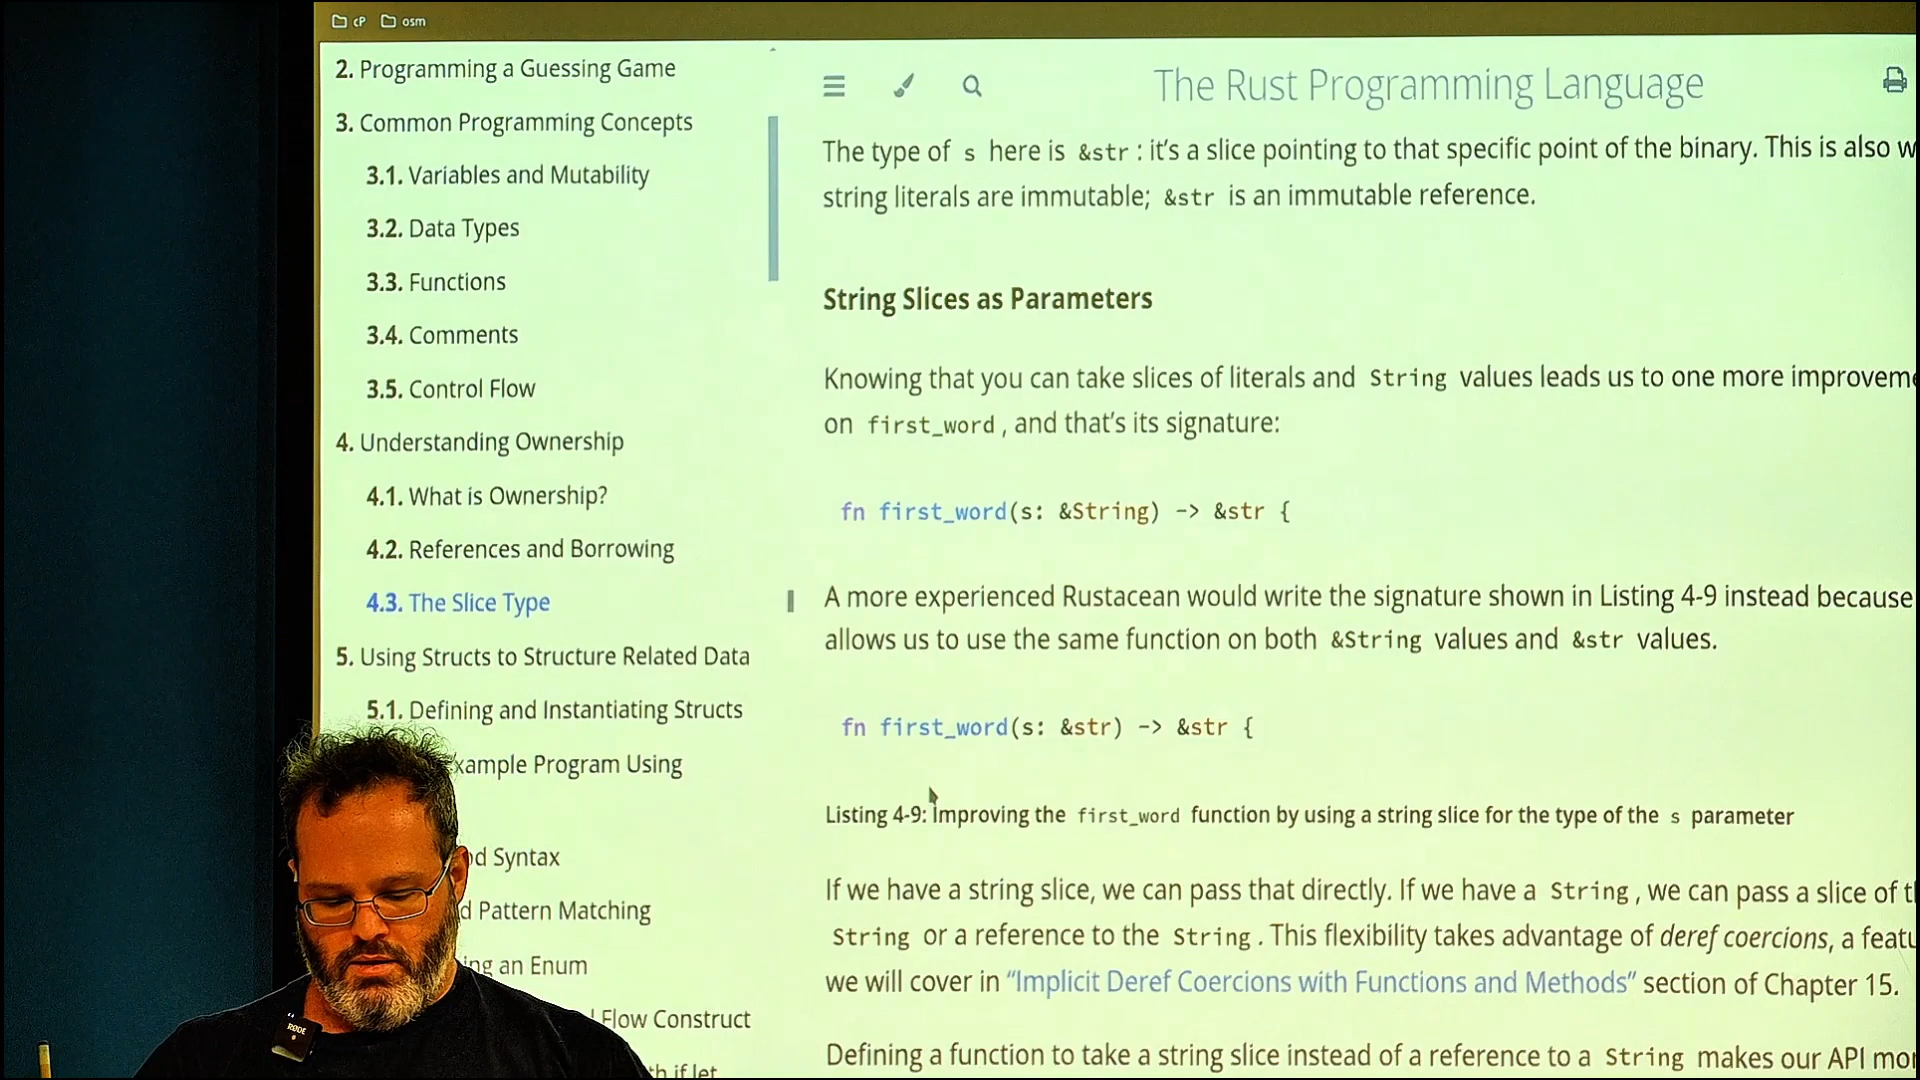 cP osm
2. Programming a Guessing Game
3. Common Programming Concepts
3.1. Variables and Mutability
3.2. Data Types
3.3. Functions
3.4. Comments
3.5. Control Flow
4. Understanding Ownership
4.1. What is Ownership?
4.2. References and Borrowing
4.3. The Slice Type
5. Using Structs to Structure Related Data
5.1. Defining and Instantiating Structs
xample Program Using
d Syntax
d Pattern Matching
ing an Enum
Flow Construct
th if let
The Rust Programming Language
The type of s here is &str: it's a slice pointing to that specific point of the binary. This is also w
string literals are immutable; &str is an immutable reference.
String Slices as Parameters
Knowing that you can take slices of literals and String values leads us to one more improveme
on first_word, and that's its signature:
fn first_word(s: &String) -> &str {
A more experienced Rustacean would write the signature shown in Listing 4-9 instead because
allows us to use the same function on both &String values and &str values.
fn first_word(s: &str) -> &str {
Listing 4-9: Improving the first_word function by using a string slice for the type of the s parameter
If we have a string slice, we can pass that directly. If we have a String, we can pass a slice of t
String or a reference to the String. This flexibility takes advantage of deref coercions, a featu
we will cover in "Implicit Deref Coercions with Functions and Methods" section of Chapter 15.
Defining a function to take a string slice instead of a reference to a String makes our API mor
RØDE